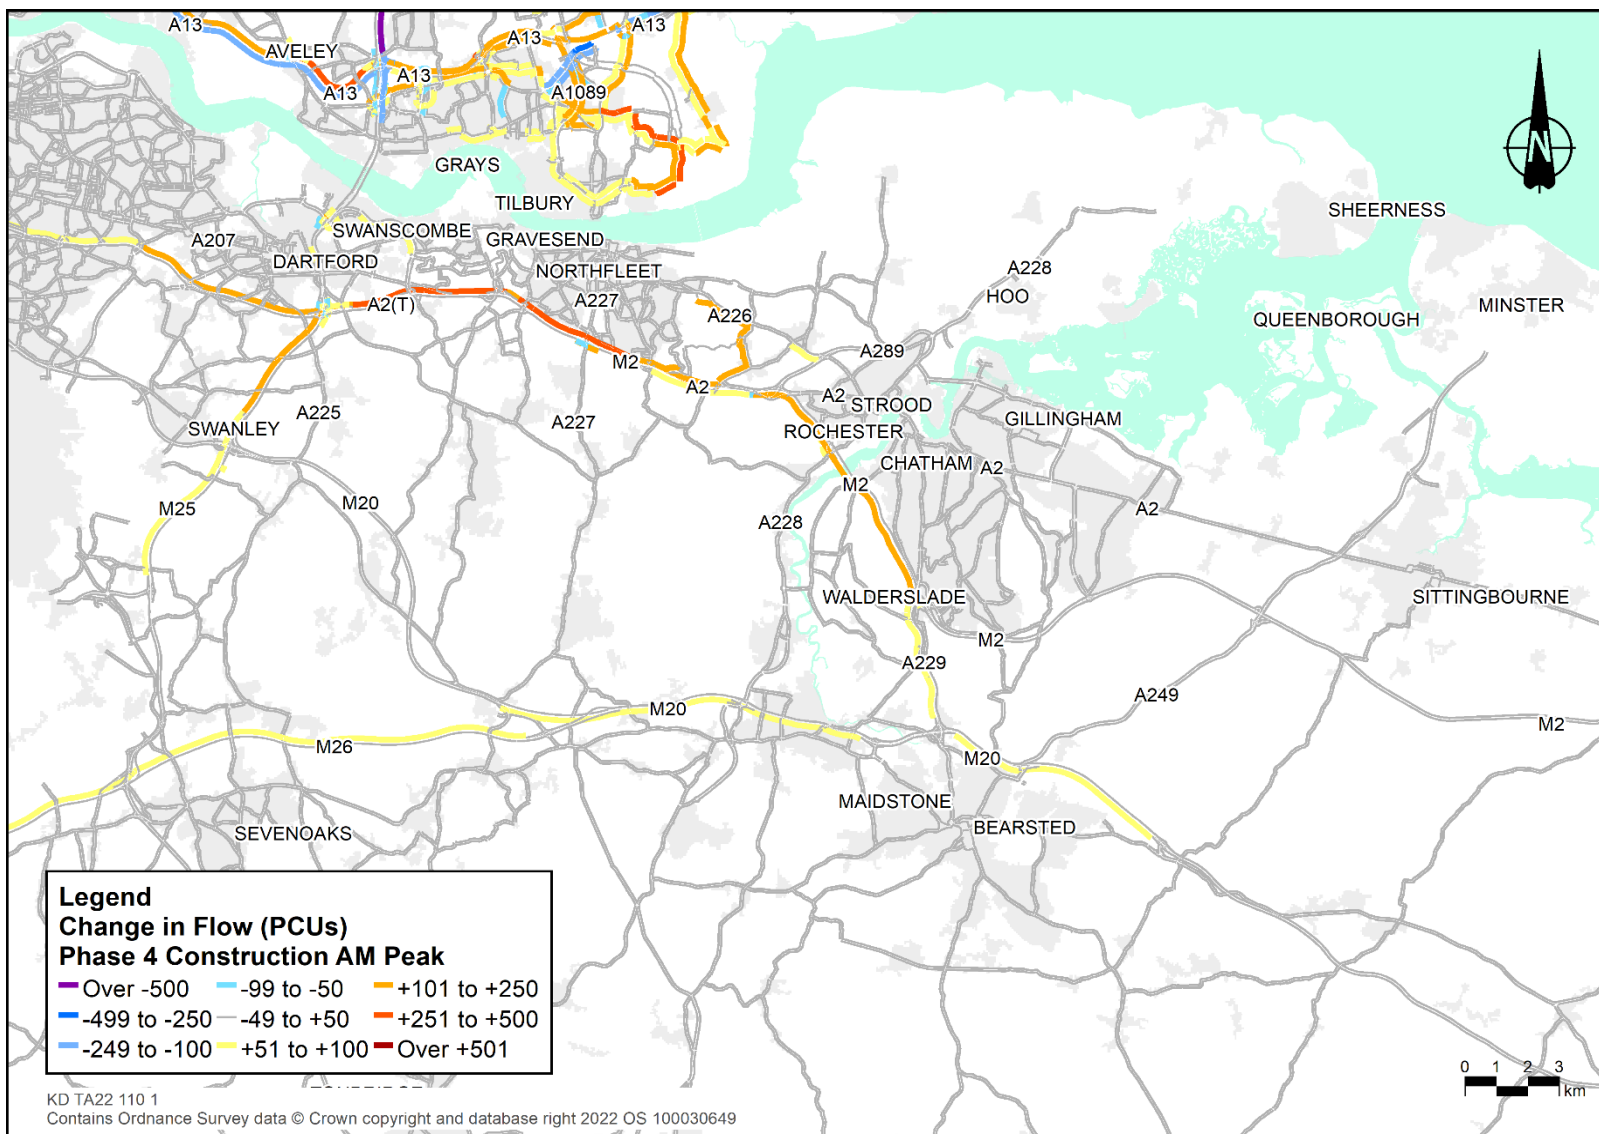 A13
A13
A13
AVELEY
A13
A13
A1089
GRAYS
TILBURY
SWANSCOMBE
A207
GRAVESEND
DARTFORD
NORTHFLEET
A2(T)
A227
A226
M2
A2
A289
A228
HOO
SHEERNESS
QUEENBOROUGH
MINSTER
A2
STROOD
GILLINGHAM
ROCHESTER
CHATHAM
A2
SWANLEY
A225
A227
M25
M20
M2
A228
A2
WALDERSLADE
SITTINGBOURNE
M2
A229
A249
M20
M2
M26
M20
MAIDSTONE
BEARSTED
SEVENOAKS
N
Legend
Change in Flow (PCUs)
Phase 4 Construction AM Peak
Over -500 -99 to -50 +101 to +250
-499 to -250 -49 to +50 +251 to +500
-249 to -100 +51 to +100 Over +501
0 1 2 3
km
KD TA22 110 1
Contains Ordnance Survey data © Crown copyright and database right 2022 OS 100030649